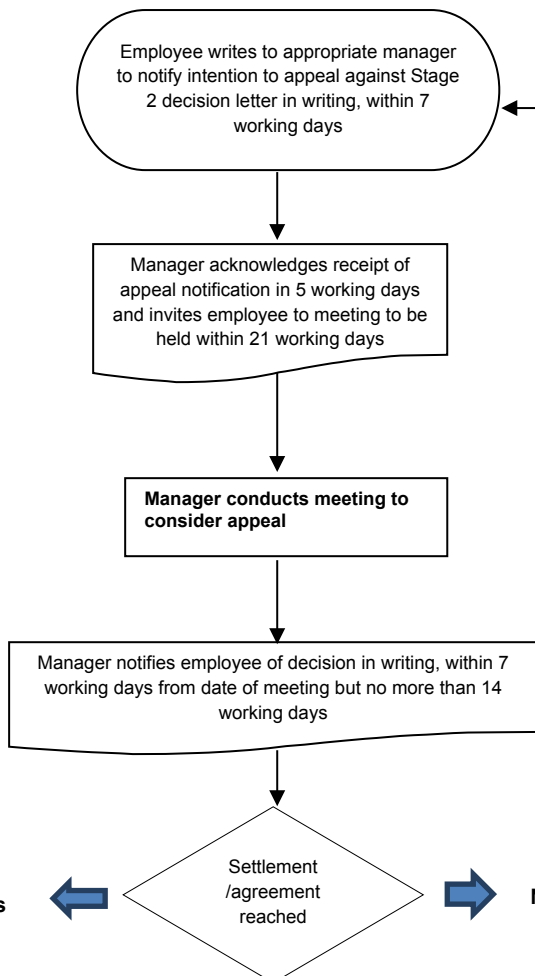 Employee writes to appropriate manager
to notify intention to appeal against Stage
2 decision letter in writing, within 7
working days
Manager acknowledges receipt of
appeal notification in 5 working days
and invites employee to meeting to be
held within 21 working days
Manager conducts meeting to
consider appeal
Manager notifies employee of decision in writing, within 7
working days from date of meeting but no more than 14
working days
Settlement
/agreement
reached